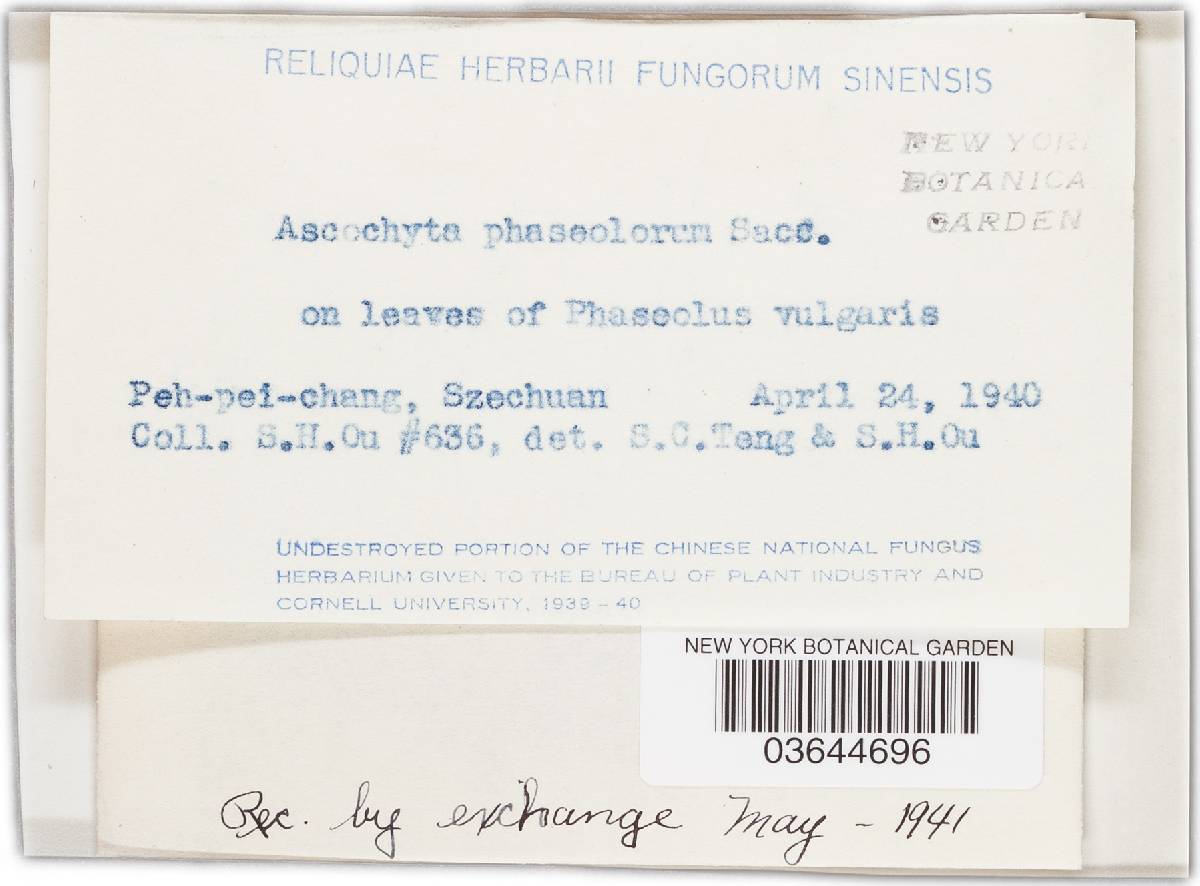 RELIQUIAE HERBARII FUNGORUM SINENSIS
NEW YORK
BOTANICA
GARDEN
Ascochyta phaseolorum Sacc.
on leaves of Phaseolus vulgaris
Peh-pei-chang, Szechuan April 24, 1940
Coll. S.H.Ou #636, det. S.C.Teng & S.H.Ou
UNDESTROYED PORTION OF THE CHINESE NATIONAL FUNGUS
HERBARIUM GIVEN TO THE BUREAU OF PLANT INDUSTRY AND
CORNELL UNIVERSITY, 1939-40
NEW YORK BOTANICAL GARDEN
03644696
Rec. by exchange May - 1941